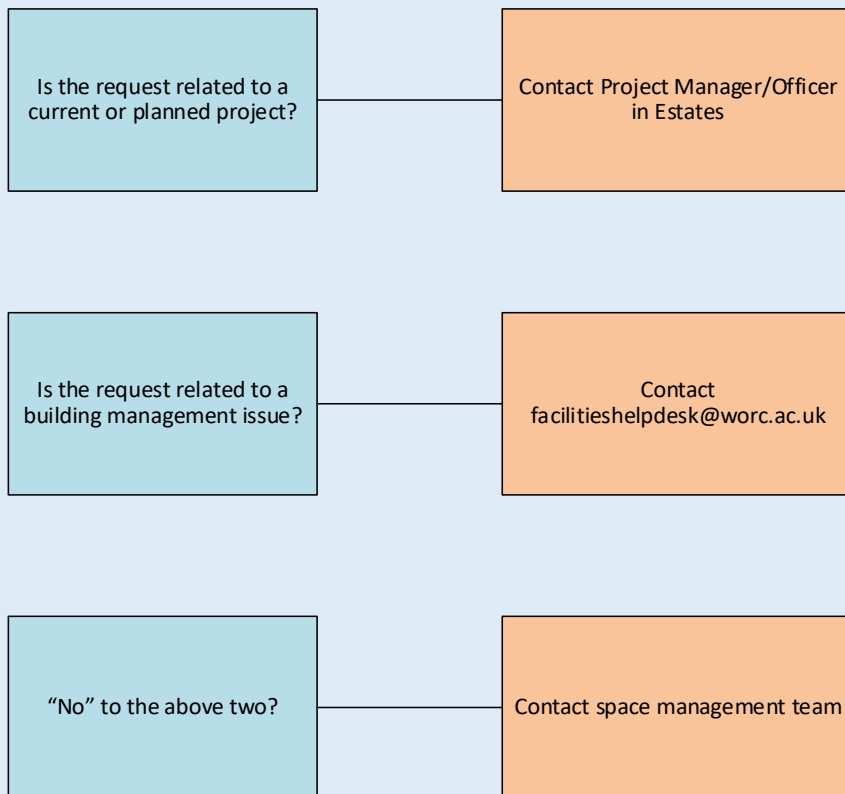 Is the request related to a
current or planned project?
Contact Project Manager/Officer
in Estates
Is the request related to a
building management issue?
Contact
facilitieshelpdesk@worc.ac.uk
“No” to the above two?
Contact space management team